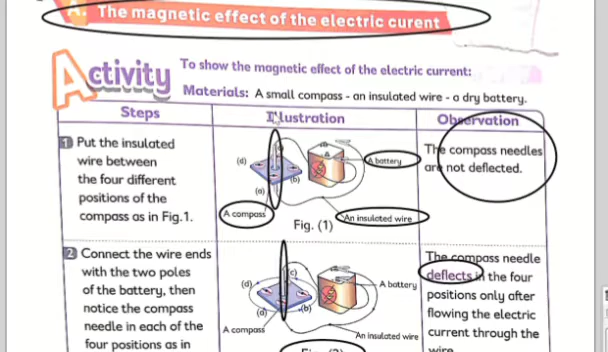 A. The magnetic effect of the electric curent
Activity
To show the magnetic effect of the electric current:
Materials: A small compass - an insulated wire - a dry battery.
Steps
Illustration
Observation
1 Put the insulated
wire between
the four different
positions of the
compass as in Fig.1.
(d)
(b)
(a)
A battery
A compass
An insulated wire
Fig. (1)
The compass needles
are not deflected.
2 Connect the wire ends
with the two poles
of the battery, then
notice the compass
needle in each of the
four positions as in
(d)
(c)
(b)
(a)
A battery
A compass
An insulated wire
The compass needle
deflects in the four
positions only after
flowing the electric
current through the
wire